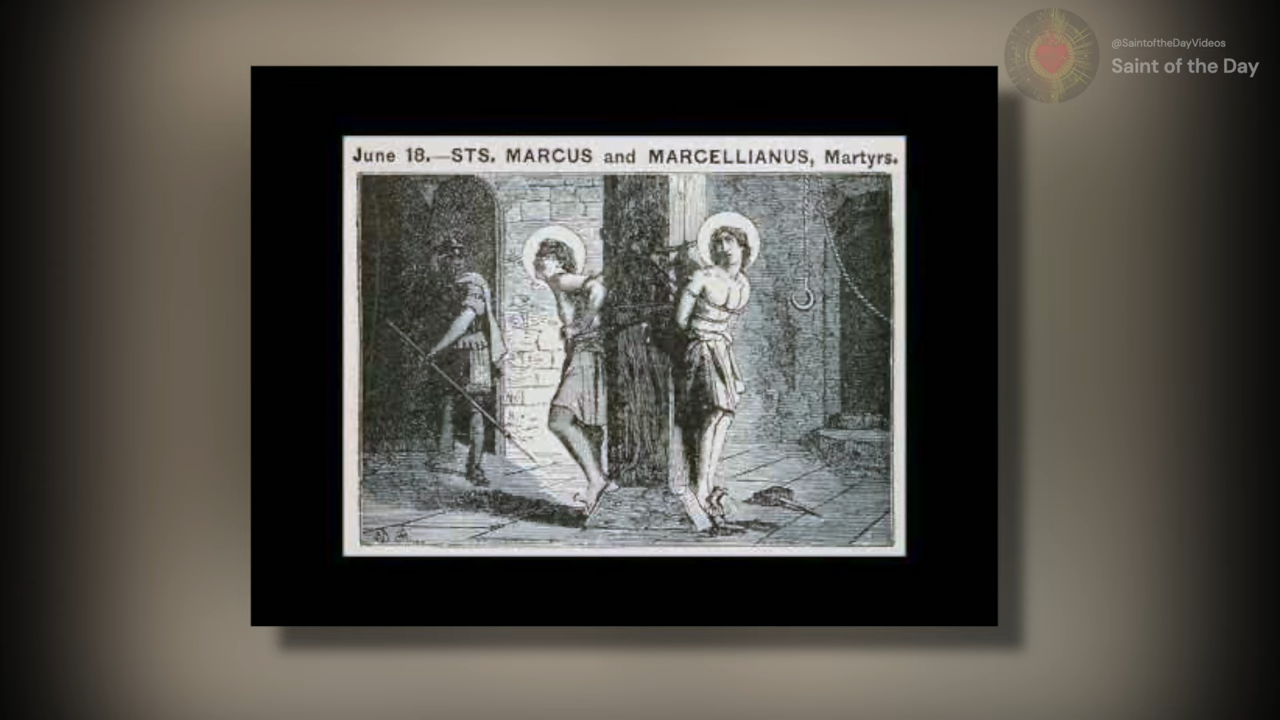 @SaintoftheDayVideos
Saint of the Day
June 18.—STS. MARCUS and MARCELLIANUS, Martyrs.